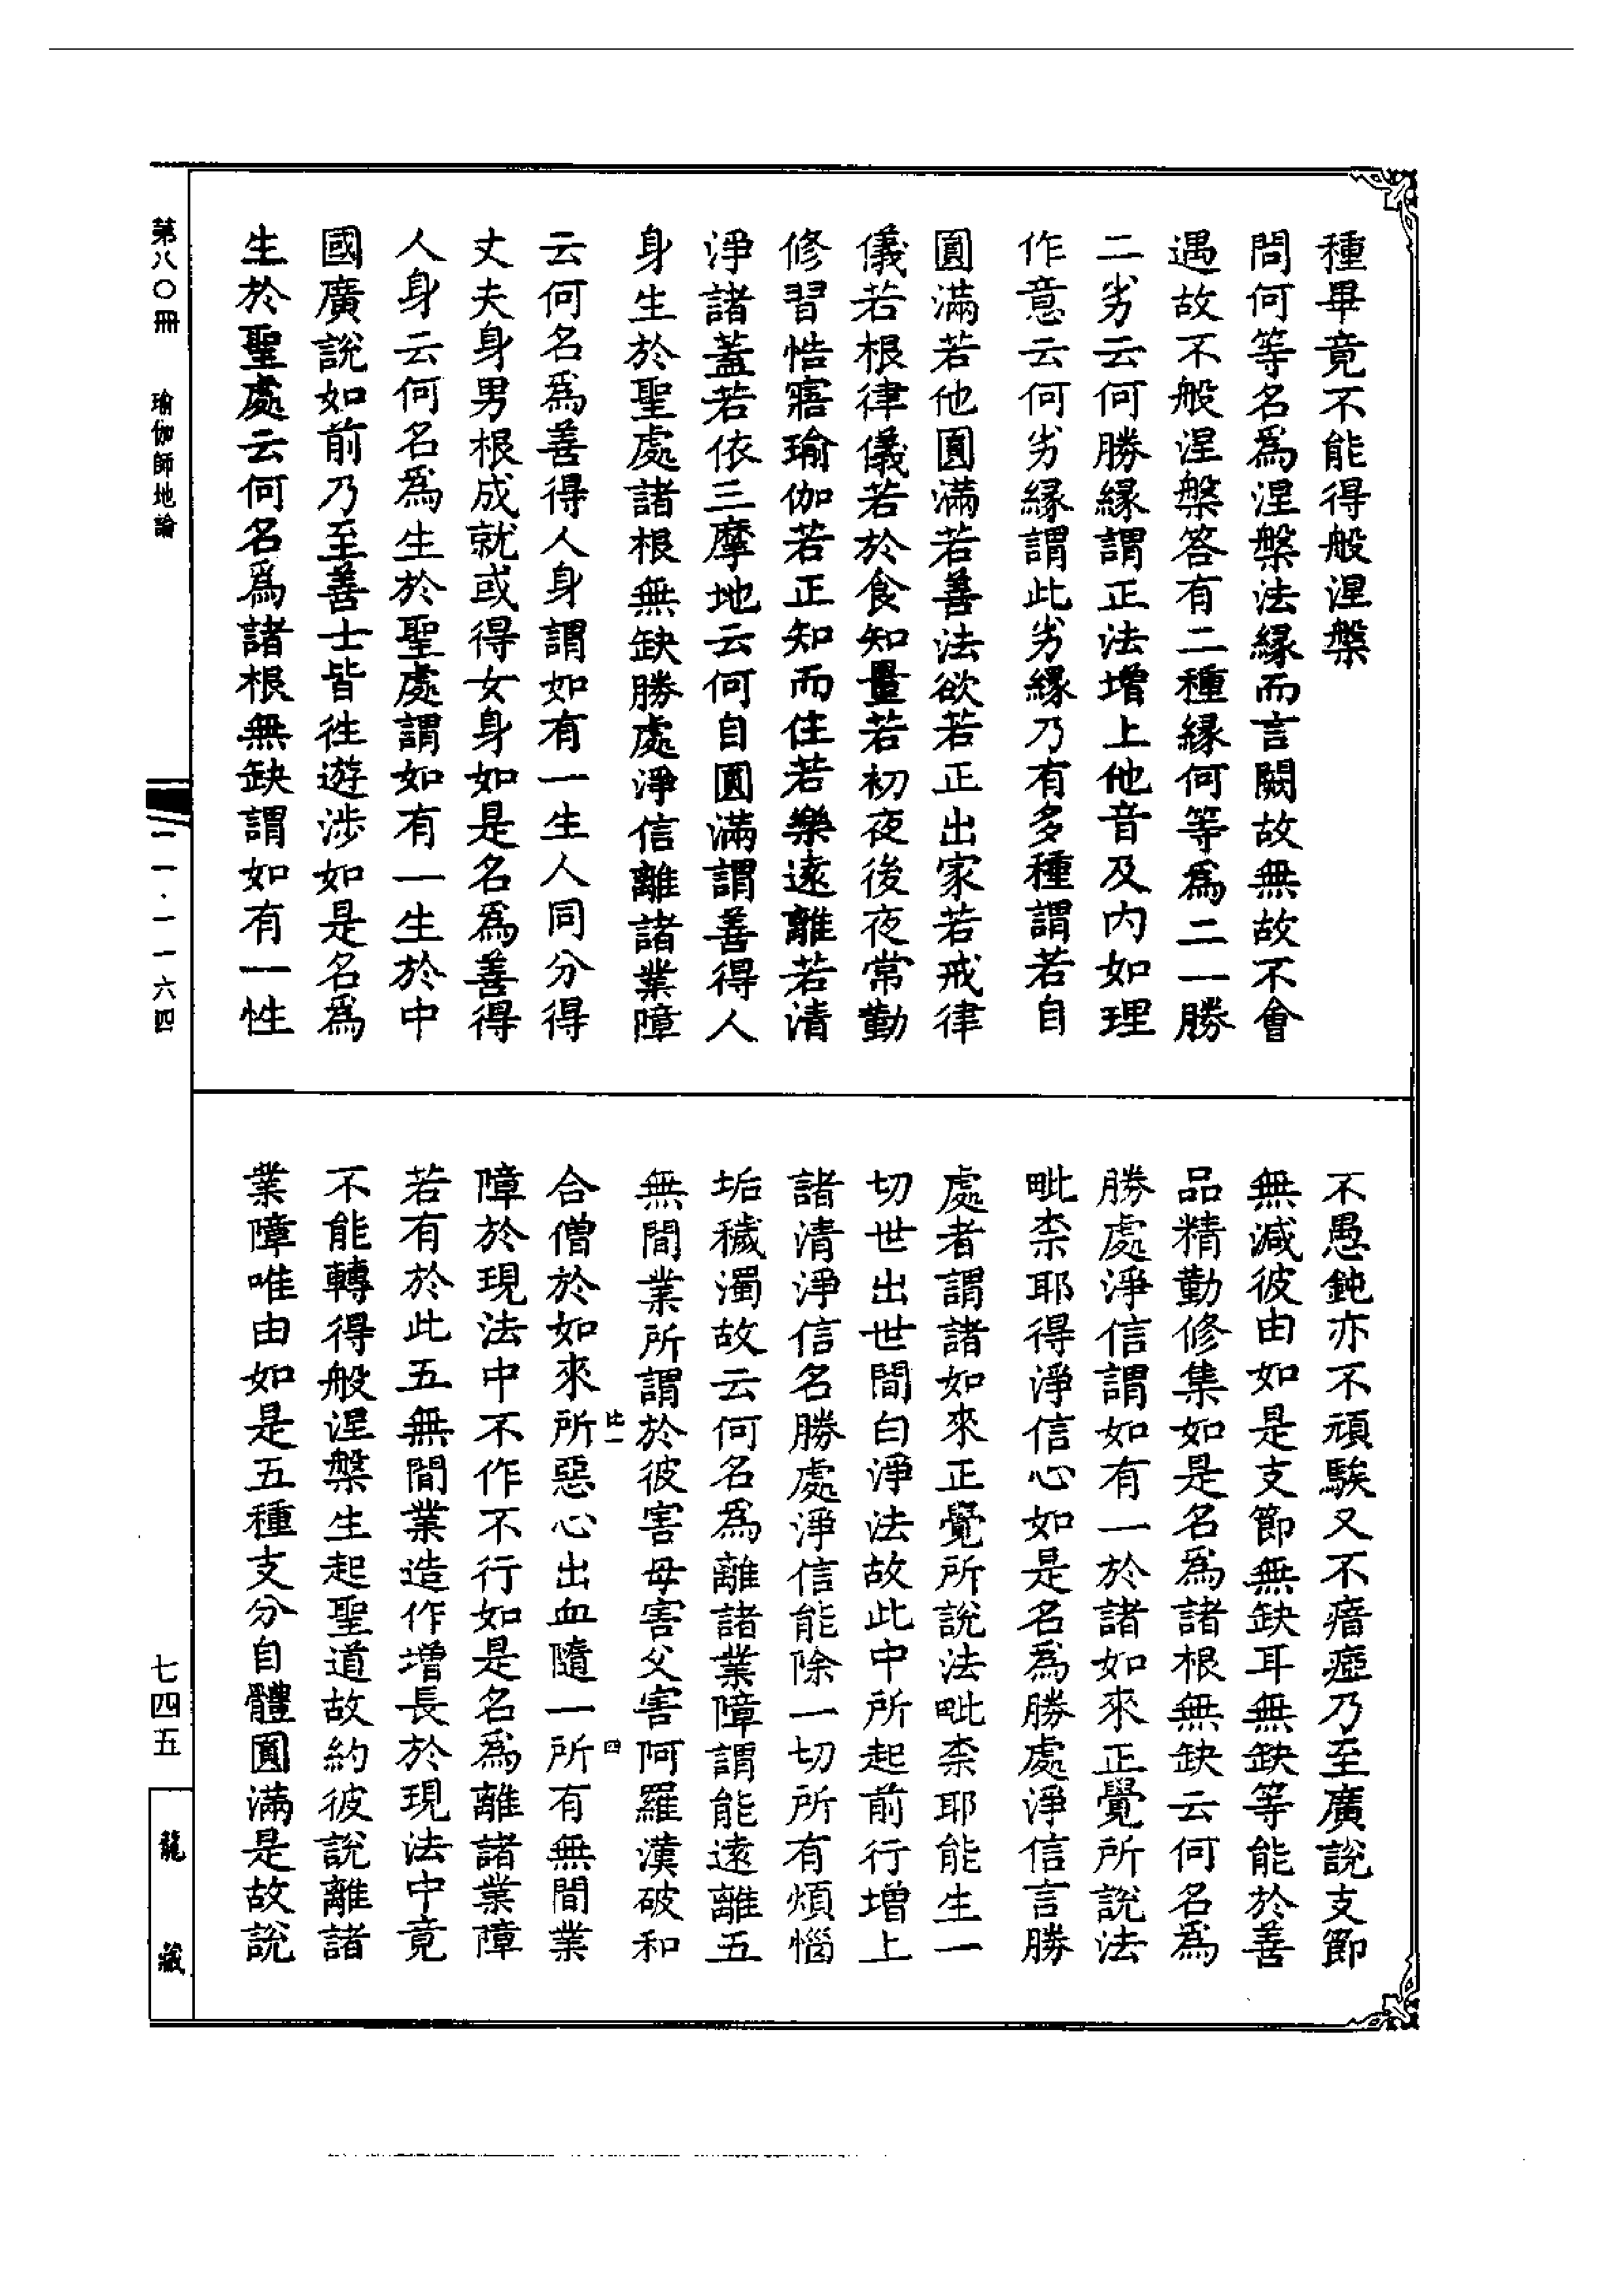 種畢竟不能得般涅槃
問何等名爲涅槃法緣而言闕故無故不會
遇故不般涅槃答有二種緣何等爲二一勝
二劣云何勝緣謂正法增上他音及內如理
作意云何劣緣謂此劣緣乃有多種謂若自
圓滿若他圓滿若善法欲若正出家若戒律
儀若根律儀若於食知量若初夜後夜常勤
修習悎寤瑜伽若正知而住若樂遠離若清
淨諸蓋若依三摩地云何自圓滿謂善得人
身生於聖處諸根無缺勝處淨信離諸業障
云何名爲善得人身謂如有一生人同分得
丈夫身男根成就或得女身如是名爲善得
人身云何名爲生於聖處謂如有一生於中
國廣說如前乃至善士皆往遊涉如是名爲
生於聖處云何名爲諸根無缺謂如有一性
不愚鈍亦不頑騃又不瘖瘂乃至廣說支節
無減彼由如是支節無缺耳無缺等能於善
品精勤修集如是名爲諸根無缺云何名爲
勝處淨信謂如有一於諸如來正覺所說法
毗柰耶得淨信心如是名爲勝處淨信言勝
處者謂諸如來正覺所說法毗柰耶能生一
切世出世間白淨法故此中所起前行增上
諸清淨信名勝處淨信能除一切所有煩惱
垢穢濁故云何名爲離諸業障謂能遠離五
無間業所謂於彼害母害父害阿羅漢破和
合僧於如來所惡心出血隨一所有無間業
比一
四
障於現法中不作不行如是名爲離諸業障
若有於此五無間業造作增長於現法中竟
不能轉得般涅槃生起聖道故約彼說離諸
業障唯由如是五種支分自體圓滿是故說
第八〇冊
瑜伽師地論
二一·一一六四
七四五
龍藏